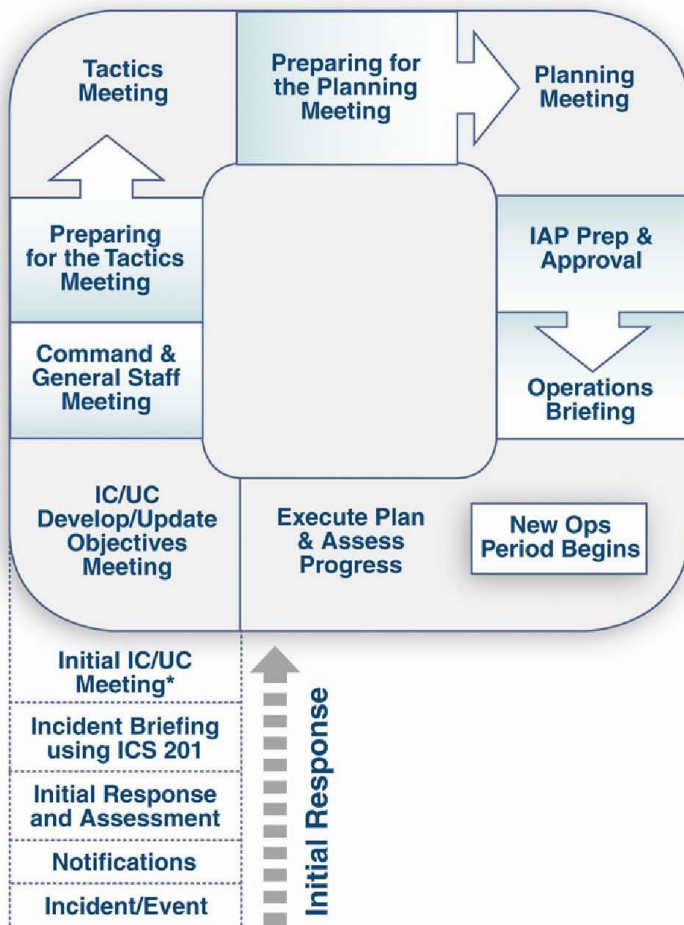 Tactics
Meeting
Preparing for
the Planning
Meeting
Planning
Meeting
Preparing
for the Tactics
Meeting
IAP Prep &
Approval
Command &
General Staff
Meeting
Operations
Briefing
IC/UC
Develop/Update
Objectives
Meeting
Execute Plan
& Assess
Progress
New Ops
Period Begins
Initial IC/UC
Meeting*
Incident Briefing
using ICS 201
Initial Response
and Assessment
Notifications
Incident/Event
Initial Response